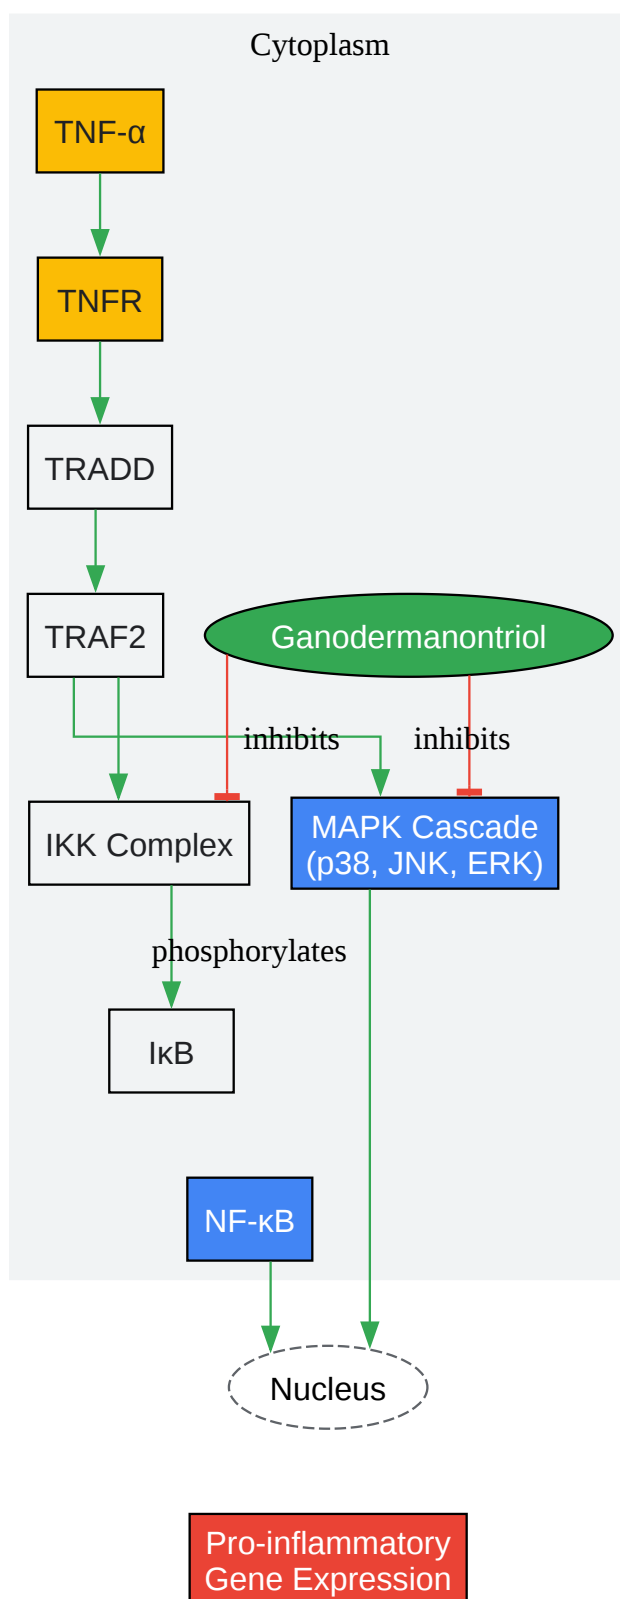 Cytoplasm
TNF-α
TNFR
TRADD
TRAF2
Ganodermanontriol
inhibits
inhibits
IKK Complex
MAPK Cascade
(p38, JNK, ERK)
phosphorylates
IκB
NF-κB
Nucleus
Pro-inflammatory
Gene Expression